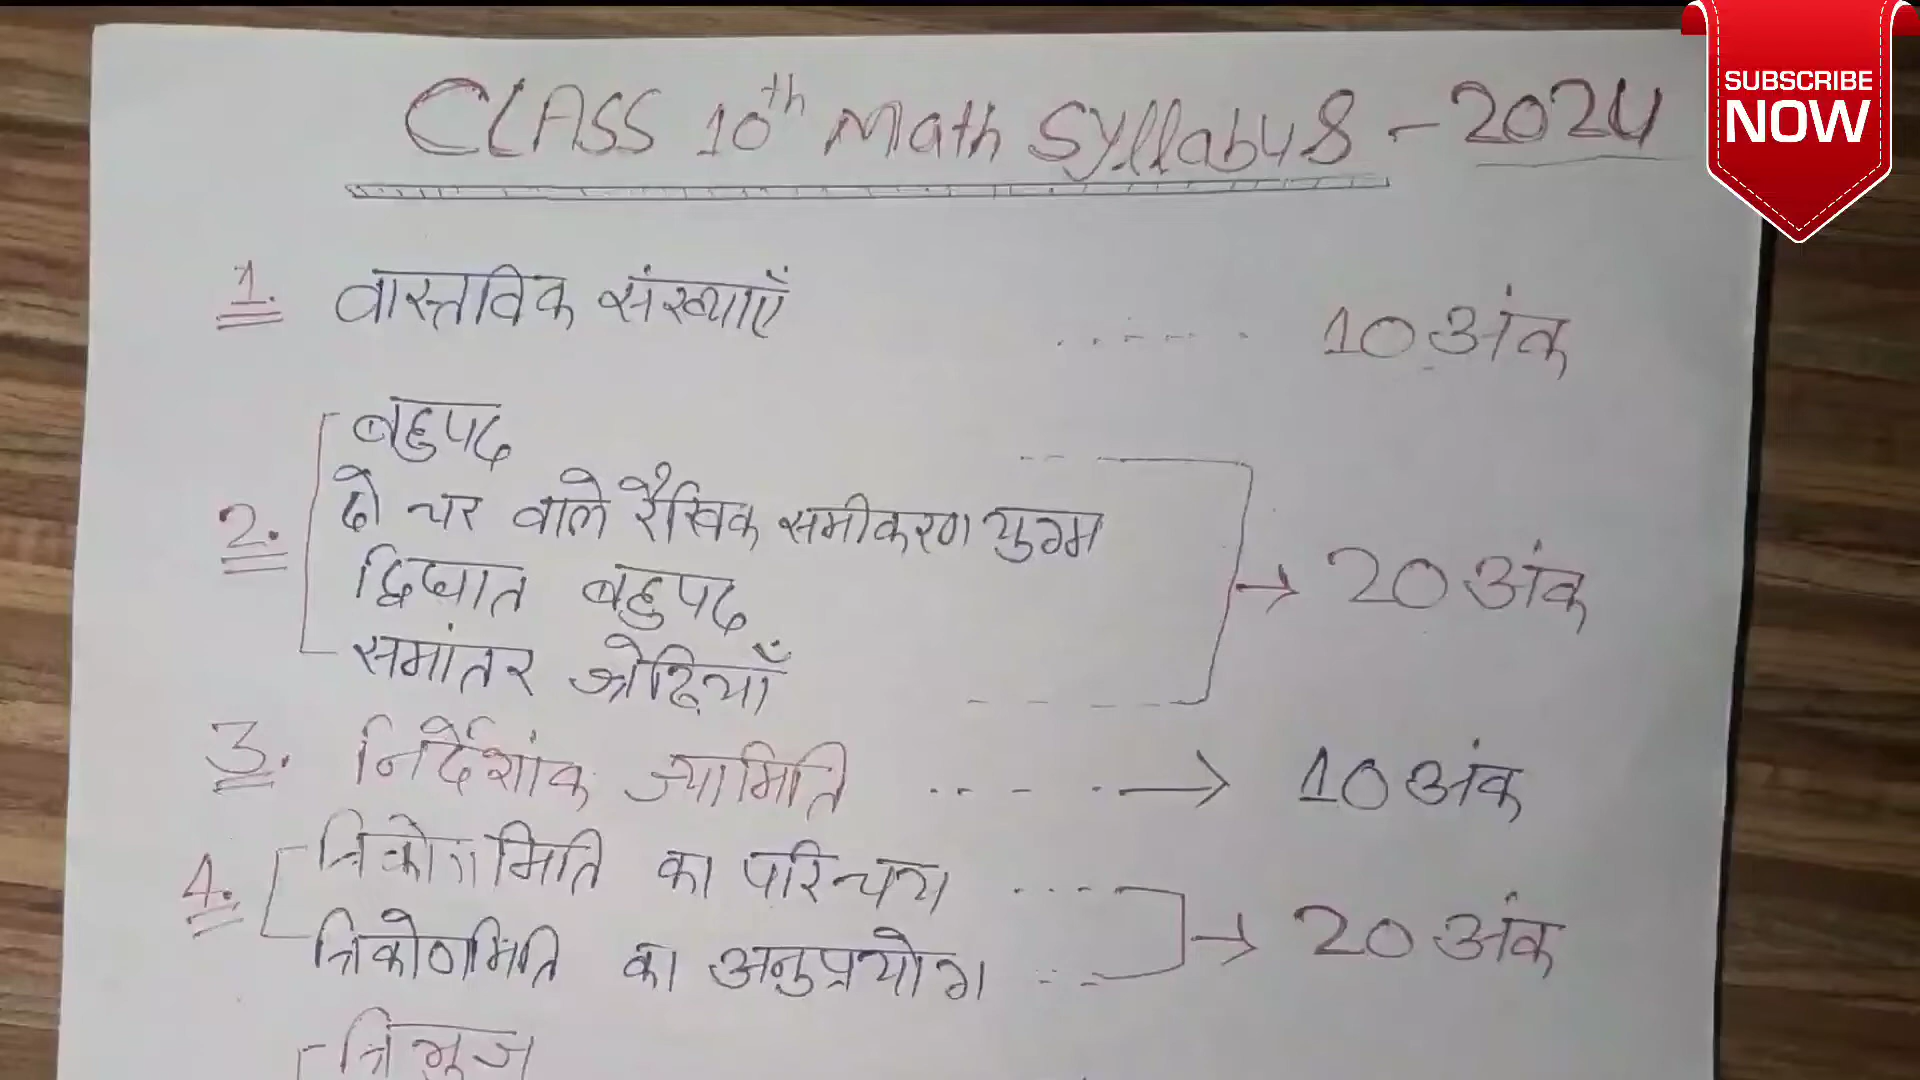 CLASS 10th Math Syllabus - 2024
SUBSCRIBE
NOW
1. वास्तविक संख्याएँ ...... 10 अंक
बहुपद
2. दो चर वाले रैखिक समीकरण युग्म → 20 अंक
द्विघात बहुपद
समांतर श्रेढ़ियाँ
3. निर्देशांक ज्यामिति ... → 10 अंक
4. त्रिकोणमिति का परिचय
त्रिकोणमिति का अनुप्रयोग → 20 अंक
त्रिभुज